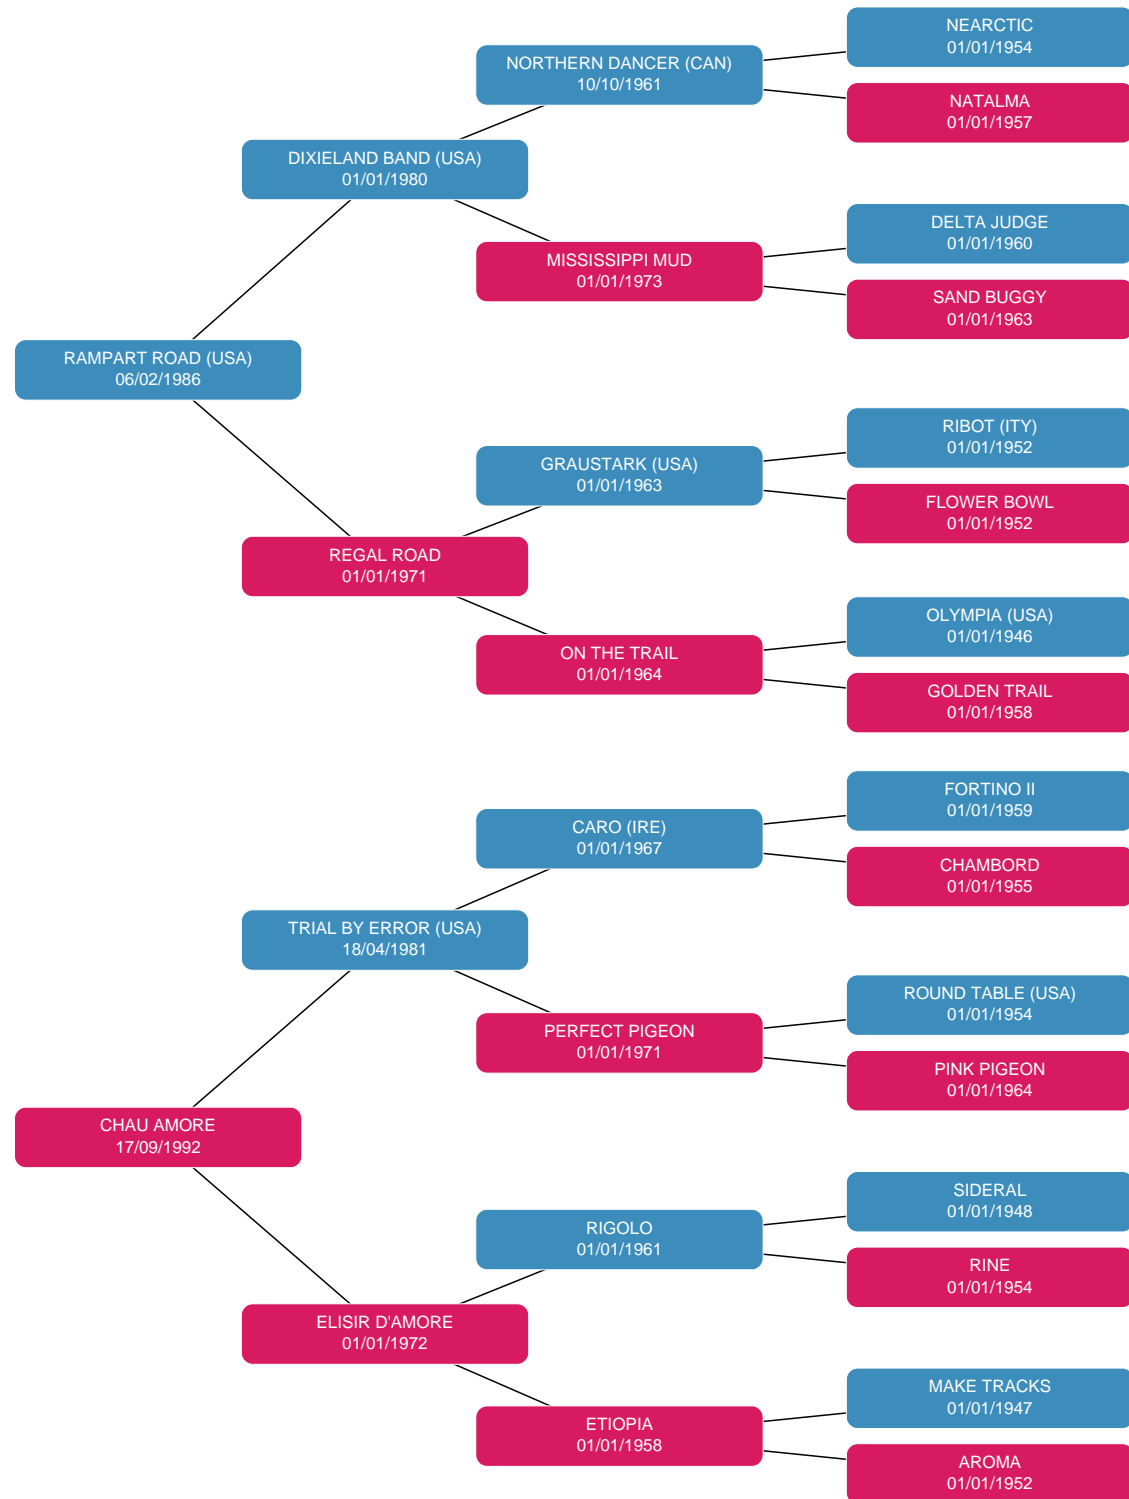 NEARCTIC
01/01/1954
NORTHERN DANCER (CAN)
10/10/1961
NATALMA
01/01/1957
DIXIELAND BAND (USA)
01/01/1980
DELTA JUDGE
01/01/1960
MISSISSIPPI MUD
01/01/1973
SAND BUGGY
01/01/1963
RAMPART ROAD (USA)
06/02/1986
RIBOT (ITY)
01/01/1952
GRAUSTARK (USA)
01/01/1963
FLOWER BOWL
01/01/1952
REGAL ROAD
01/01/1971
OLYMPIA (USA)
01/01/1946
ON THE TRAIL
01/01/1964
GOLDEN TRAIL
01/01/1958
FORTINO II
01/01/1959
CARO (IRE)
01/01/1967
CHAMBORD
01/01/1955
TRIAL BY ERROR (USA)
18/04/1981
ROUND TABLE (USA)
01/01/1954
PERFECT PIGEON
01/01/1971
PINK PIGEON
01/01/1964
CHAU AMORE
17/09/1992
SIDERAL
01/01/1948
RIGOLO
01/01/1961
RINE
01/01/1954
ELISIR D'AMORE
01/01/1972
MAKE TRACKS
01/01/1947
ETIOPIA
01/01/1958
AROMA
01/01/1952